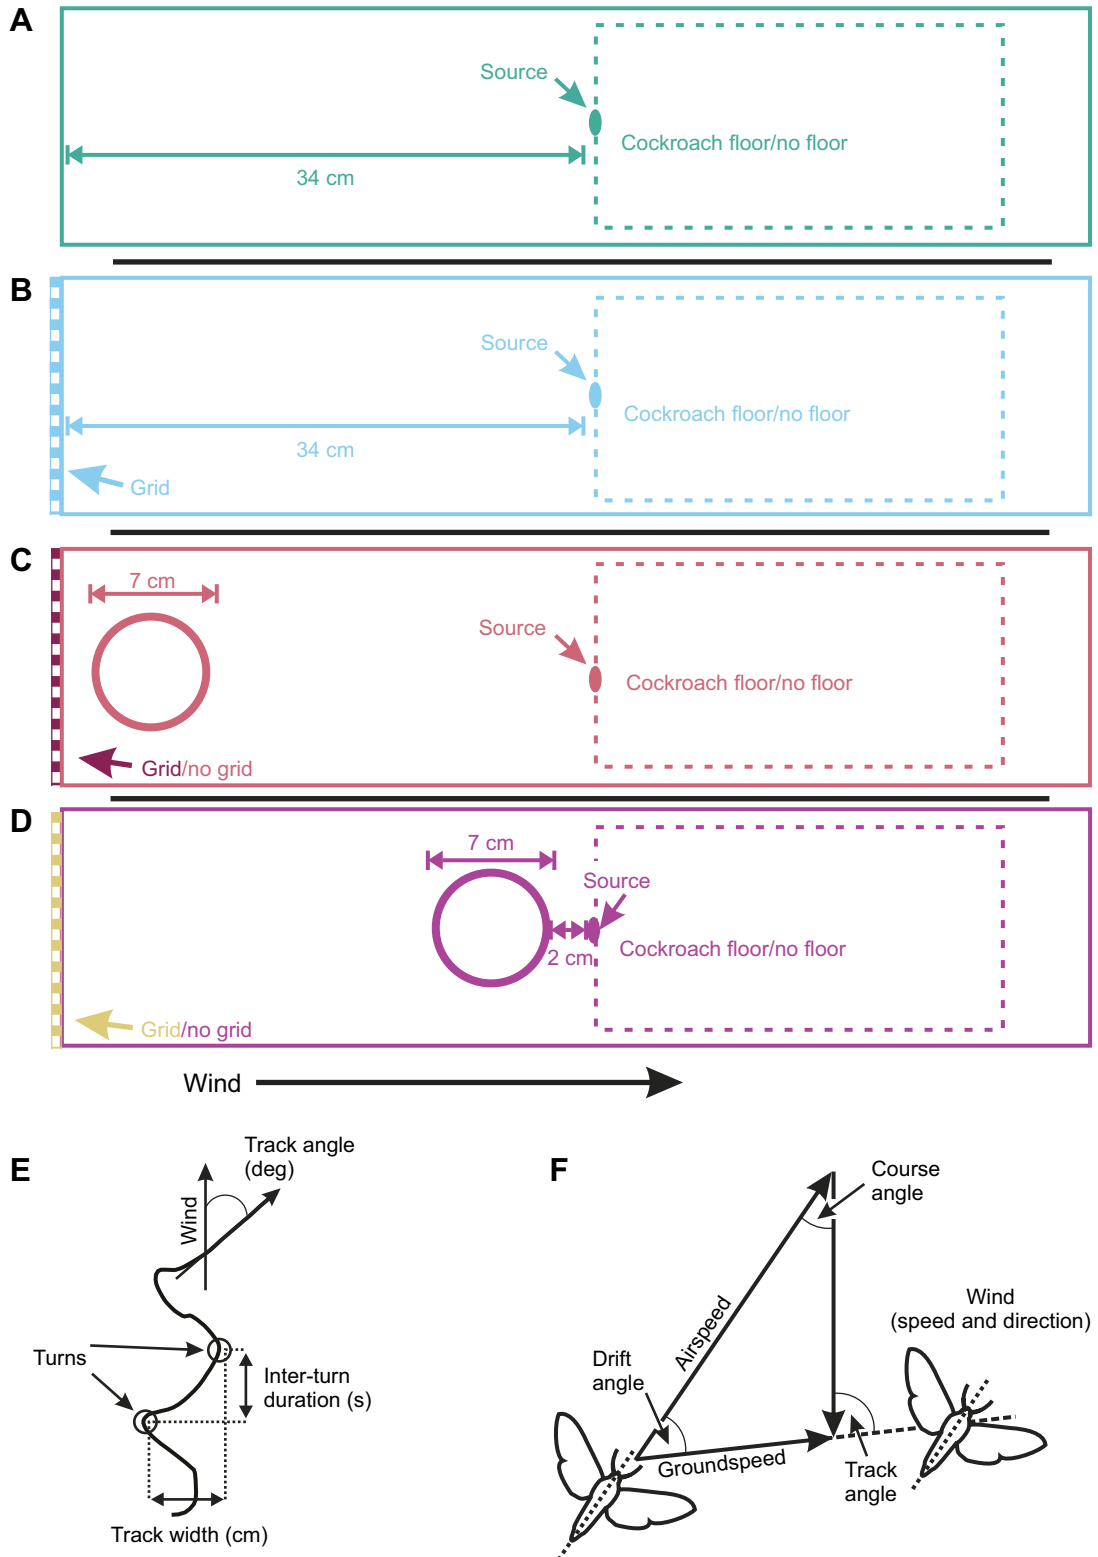 A
Source
Cockroach floor/no floor
34 cm
B
Source
Cockroach floor/no floor
34 cm
Grid
C
7 cm
Source
Cockroach floor/no floor
Grid/no grid
D
7 cm
Source
Cockroach floor/no floor
2 cm
Grid/no grid
Wind
E
Track angle
(deg)
Wind
Turns
Inter-turn
duration (s)
Track width (cm)
F
Course
angle
Airspeed
Wind
(speed and direction)
Drift
angle
Groundspeed
Track
angle